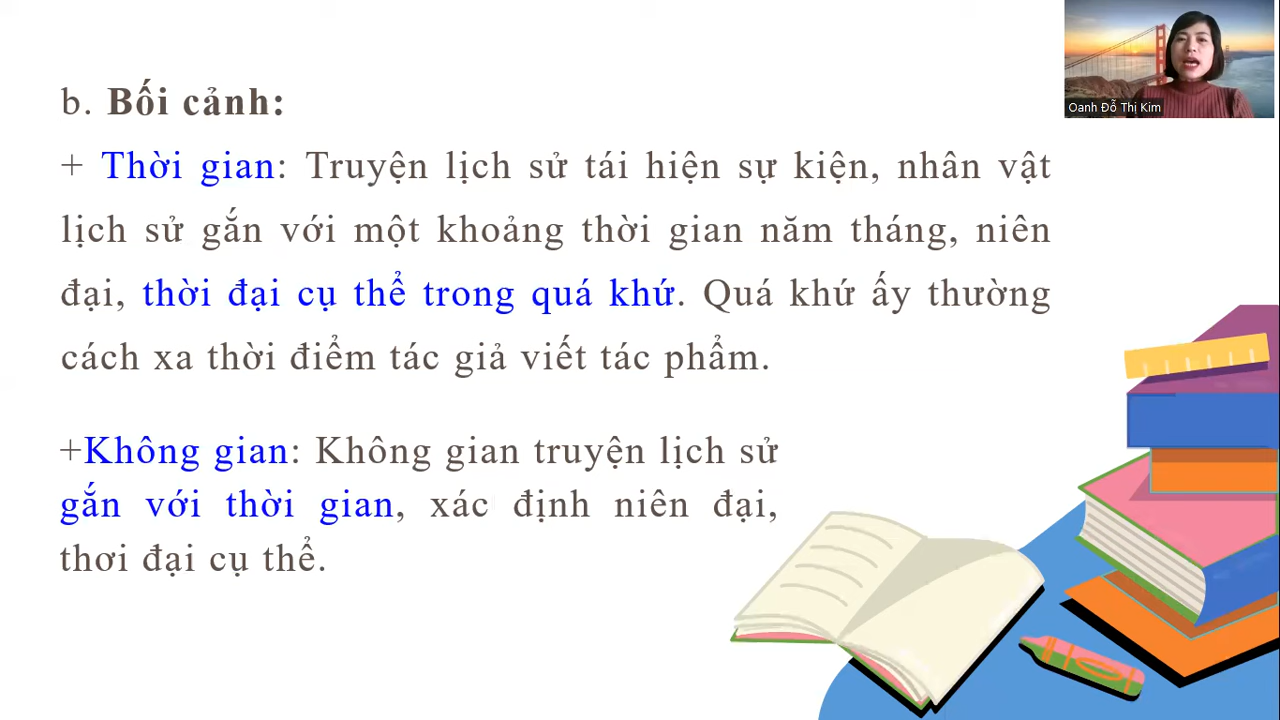 Oanh Đỗ Thị Kim
b. Bối cảnh:
+ Thời gian: Truyện lịch sử tái hiện sự kiện, nhân vật
lịch sử gắn với một khoảng thời gian năm tháng, niên
đại, thời đại cụ thể trong quá khứ. Quá khứ ấy thường
cách xa thời điểm tác giả viết tác phẩm.
+Không gian: Không gian truyện lịch sử
gắn với thời gian, xác định niên đại,
thơi đại cụ thể.